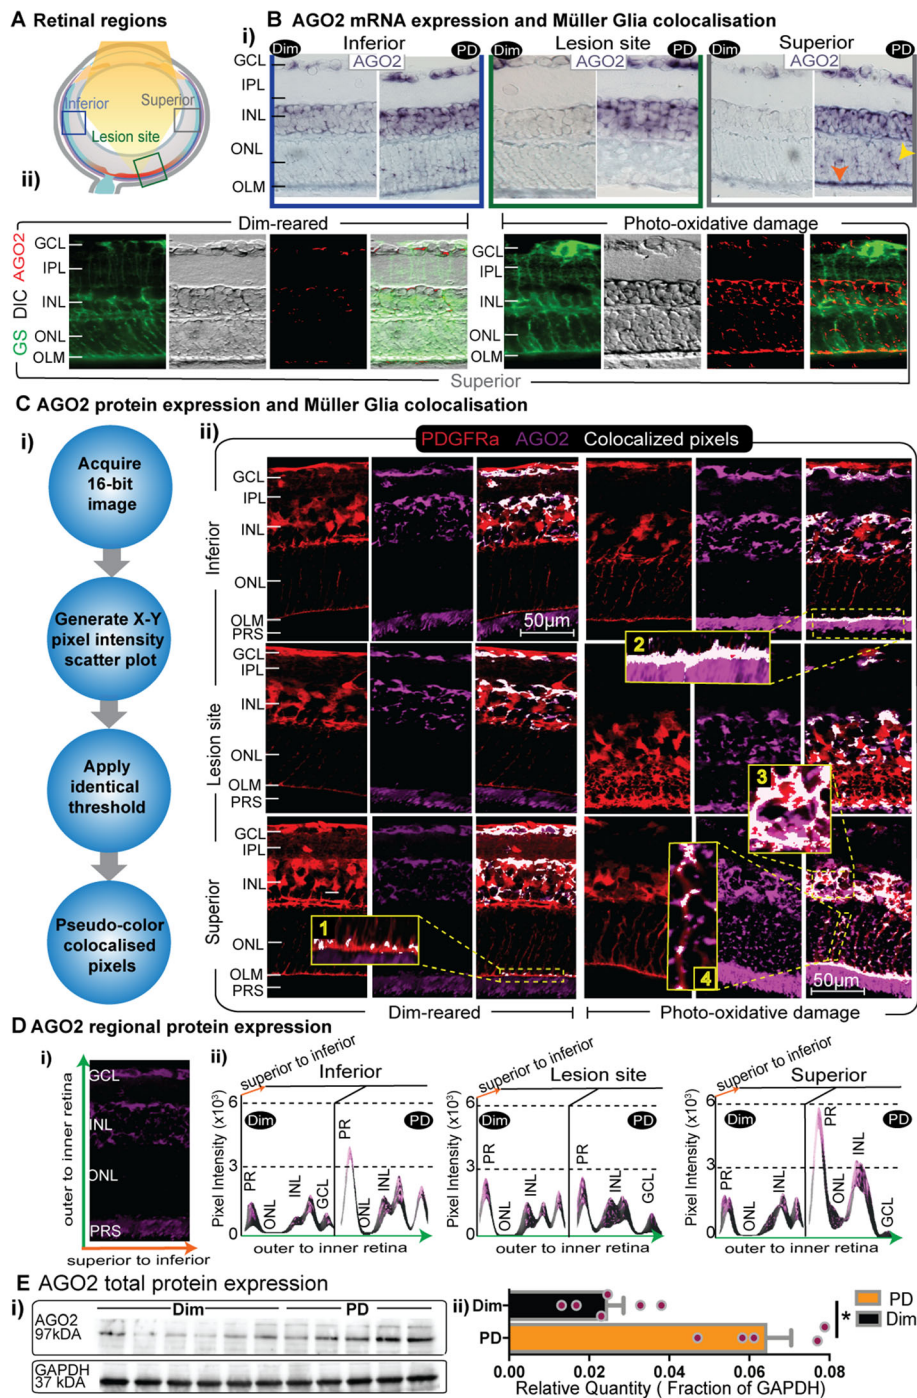 A Retinal regions
Inferior
Superior
Lesion site
B AGO2 mRNA expression and Müller Glia colocalisation
i)
Dim
Inferior
PD
Dim
Lesion site
PD
Dim
Superior
PD
AGO2
AGO2
AGO2
GCL
IPL
INL
ONL
OLM
ii)
Dim-reared
Photo-oxidative damage
GS DIC AGO2
GCL
IPL
INL
ONL
OLM
GCL
IPL
INL
ONL
OLM
Superior
C AGO2 protein expression and Müller Glia colocalisation
i)
Acquire
16-bit
image
Generate X-Y
pixel intensity
scatter plot
Apply
identical
threshold
Pseudo-color
colocalised
pixels
ii)
PDGFRa AGO2 Colocalized pixels
Inferior
GCL
IPL
INL
ONL
OLM
PRS
50µm
2
Lesion site
GCL
IPL
INL
ONL
OLM
PRS
3
Superior
GCL
IPL
INL
ONL
OLM
PRS
1
4
50µm
Dim-reared
Photo-oxidative damage
D AGO2 regional protein expression
i)
outer to inner retina
GCL
INL
ONL
PRS
superior to inferior
ii)
superior to inferior
Inferior
Pixel Intensity (x10³)
6
3
0
Dim
PD
PR
ONL
INL
GCL
PR
ONL
INL
outer to inner retina
superior to inferior
Lesion site
Pixel Intensity (x10³)
6
3
0
Dim
PD
PR
ONL
INL
PR
ONL
INL
GCL
outer to inner retina
superior to inferior
Superior
Pixel Intensity (x10³)
6
3
0
Dim
PD
PR
ONL
INL
PR
ONL
INL
GCL
outer to inner retina
E AGO2 total protein expression
i)
Dim
PD
AGO2
97kDA
GAPDH
37 kDA
ii)
Dim
PD
*
PD
Dim
0.00 0.02 0.04 0.06 0.08
Relative Quantity ( Fraction of GAPDH)